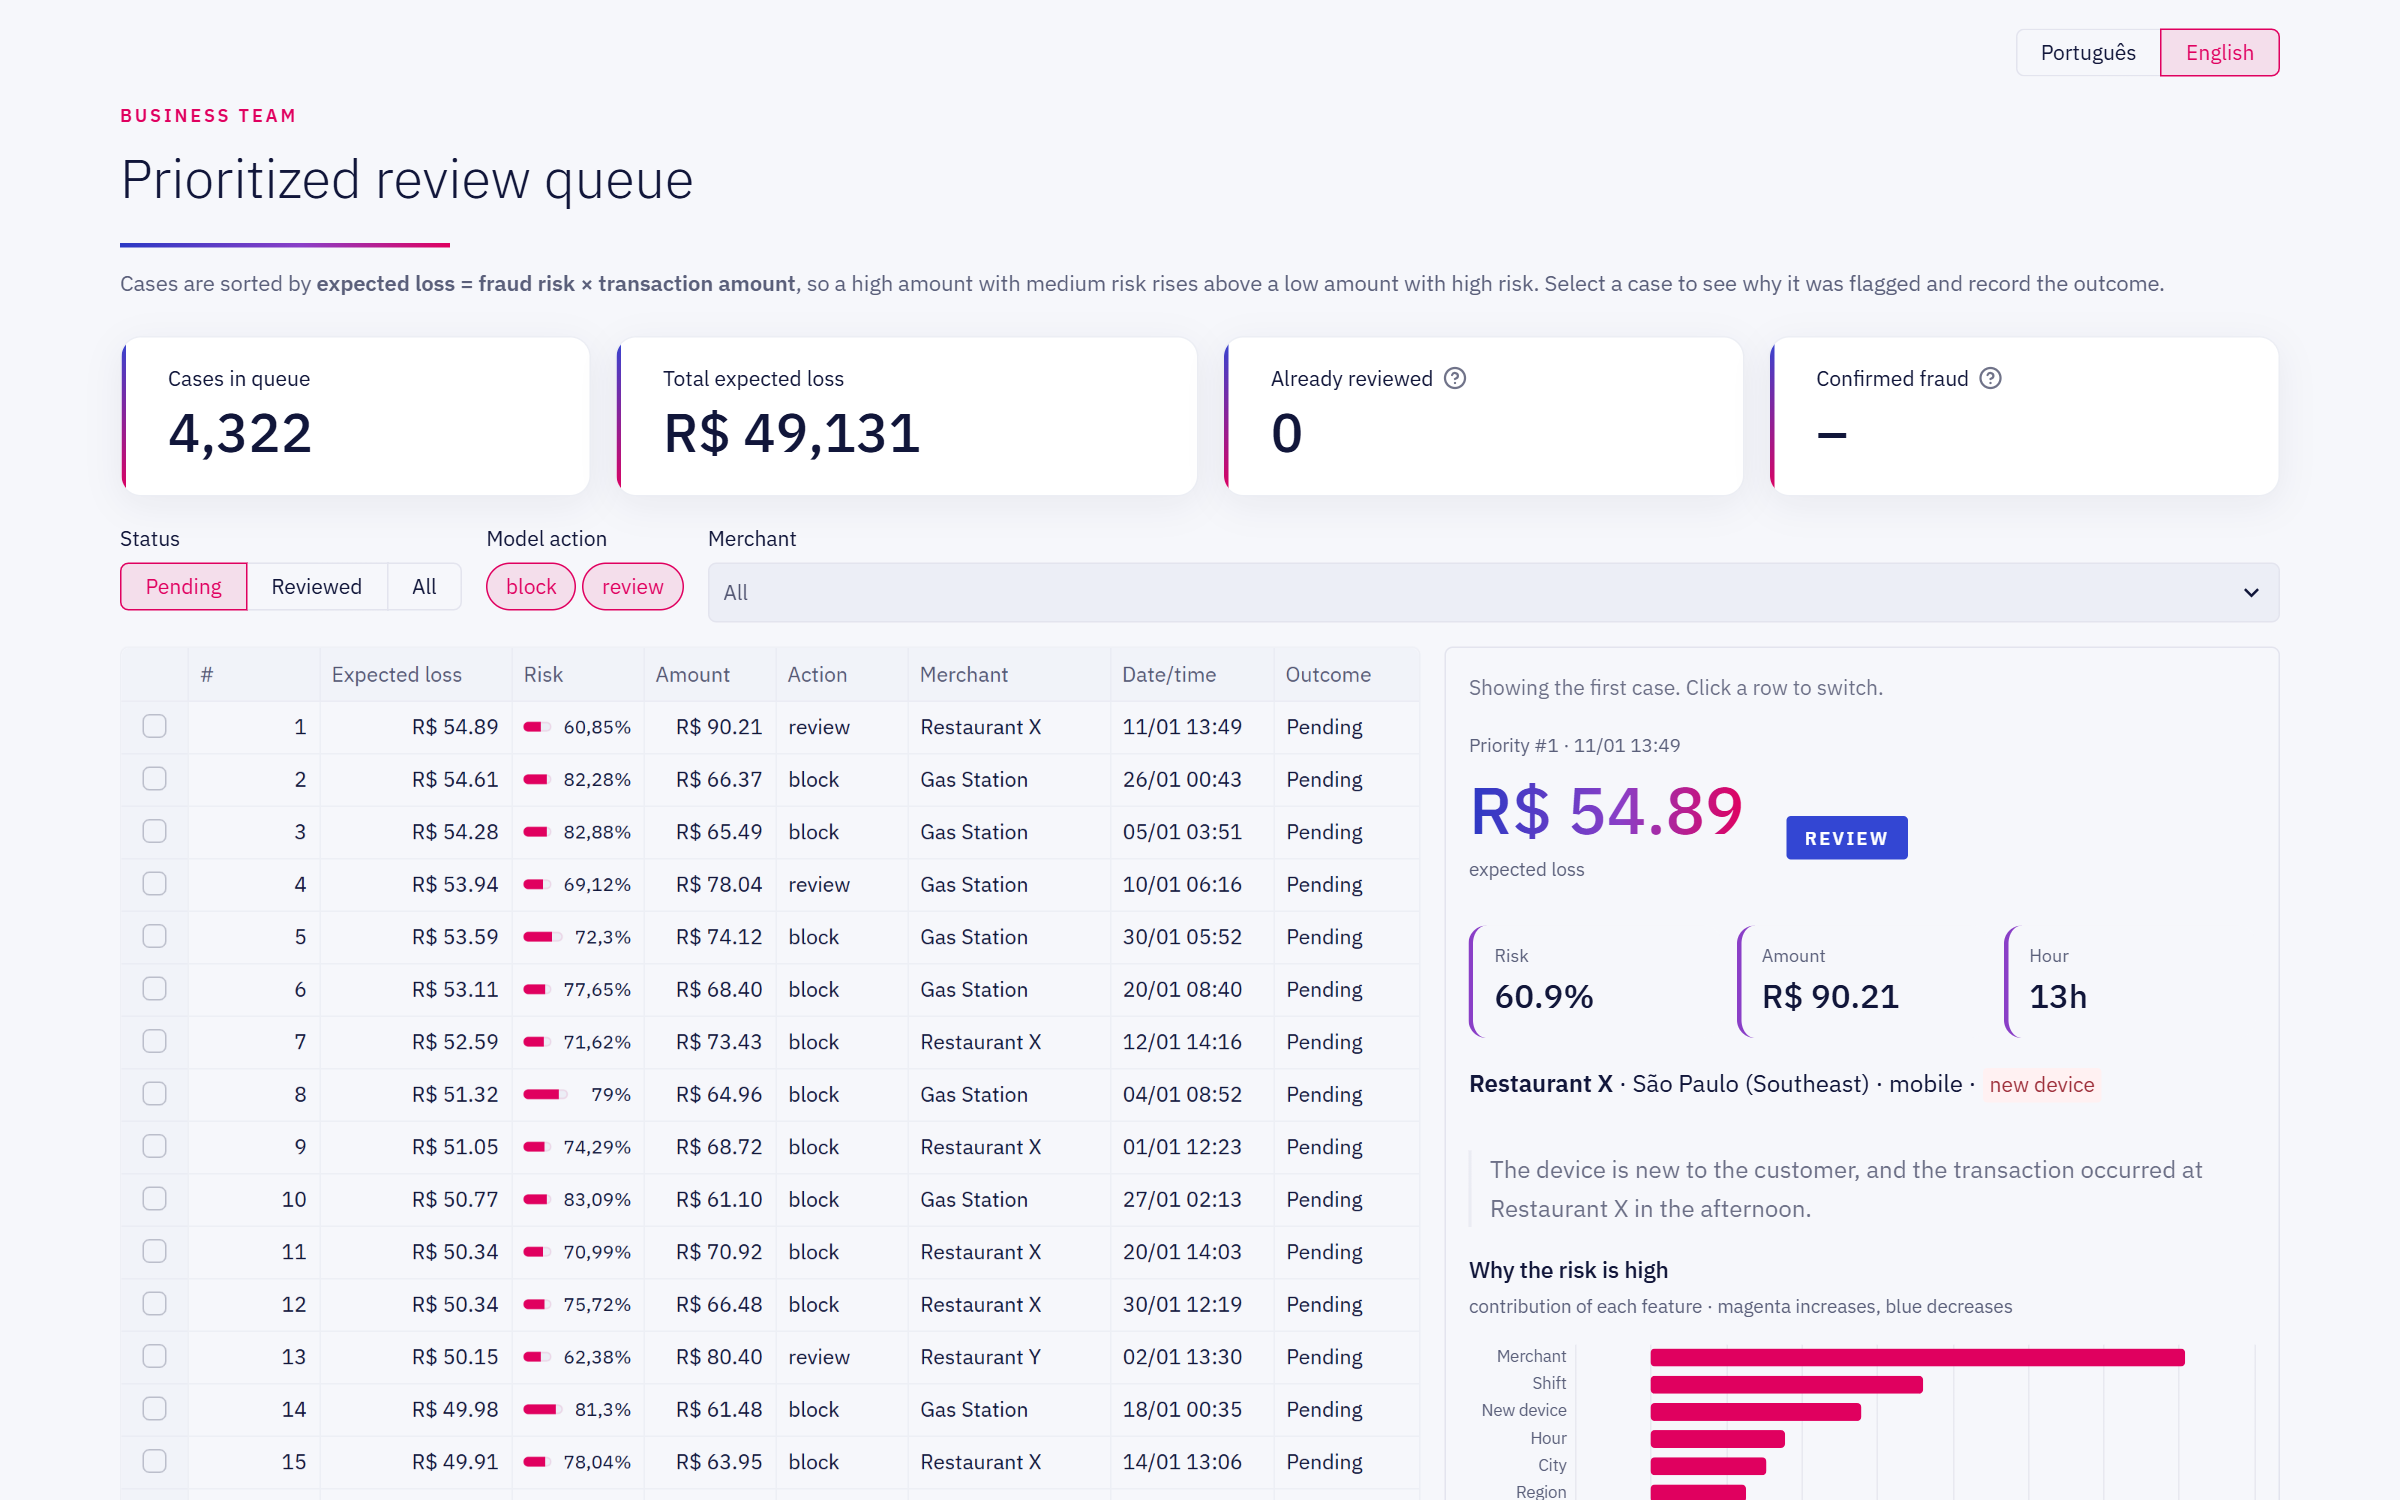 Português English
BUSINESS TEAM
Prioritized review queue
Cases are sorted by expected loss = fraud risk × transaction amount, so a high amount with medium risk rises above a low amount with high risk. Select a case to see why it was flagged and record the outcome.
Cases in queue
4,322
Total expected loss
R$ 49,131
Already reviewed
0
Confirmed fraud
–
Status
Pending Reviewed All
Model action
block review
Merchant
All
# Expected loss Risk Amount Action Merchant Date/time Outcome
1 R$ 54.89 60,85% R$ 90.21 review Restaurant X 11/01 13:49 Pending
2 R$ 54.61 82,28% R$ 66.37 block Gas Station 26/01 00:43 Pending
3 R$ 54.28 82,88% R$ 65.49 block Gas Station 05/01 03:51 Pending
4 R$ 53.94 69,12% R$ 78.04 review Gas Station 10/01 06:16 Pending
5 R$ 53.59 72,3% R$ 74.12 block Gas Station 30/01 05:52 Pending
6 R$ 53.11 77,65% R$ 68.40 block Gas Station 20/01 08:40 Pending
7 R$ 52.59 71,62% R$ 73.43 block Restaurant X 12/01 14:16 Pending
8 R$ 51.32 79% R$ 64.96 block Gas Station 04/01 08:52 Pending
9 R$ 51.05 74,29% R$ 68.72 block Restaurant X 01/01 12:23 Pending
10 R$ 50.77 83,09% R$ 61.10 block Gas Station 27/01 02:13 Pending
11 R$ 50.34 70,99% R$ 70.92 block Restaurant X 20/01 14:03 Pending
12 R$ 50.34 75,72% R$ 66.48 block Restaurant X 30/01 12:19 Pending
13 R$ 50.15 62,38% R$ 80.40 review Restaurant Y 02/01 13:30 Pending
14 R$ 49.98 81,3% R$ 61.48 block Gas Station 18/01 00:35 Pending
15 R$ 49.91 78,04% R$ 63.95 block Restaurant X 14/01 13:06 Pending
Showing the first case. Click a row to switch.
Priority #1 · 11/01 13:49
R$ 54.89
REVIEW
expected loss
Risk
60.9%
Amount
R$ 90.21
Hour
13h
Restaurant X · São Paulo (Southeast) · mobile · new device
The device is new to the customer, and the transaction occurred at
Restaurant X in the afternoon.
Why the risk is high
contribution of each feature · magenta increases, blue decreases
Merchant
Shift
New device
Hour
City
Region